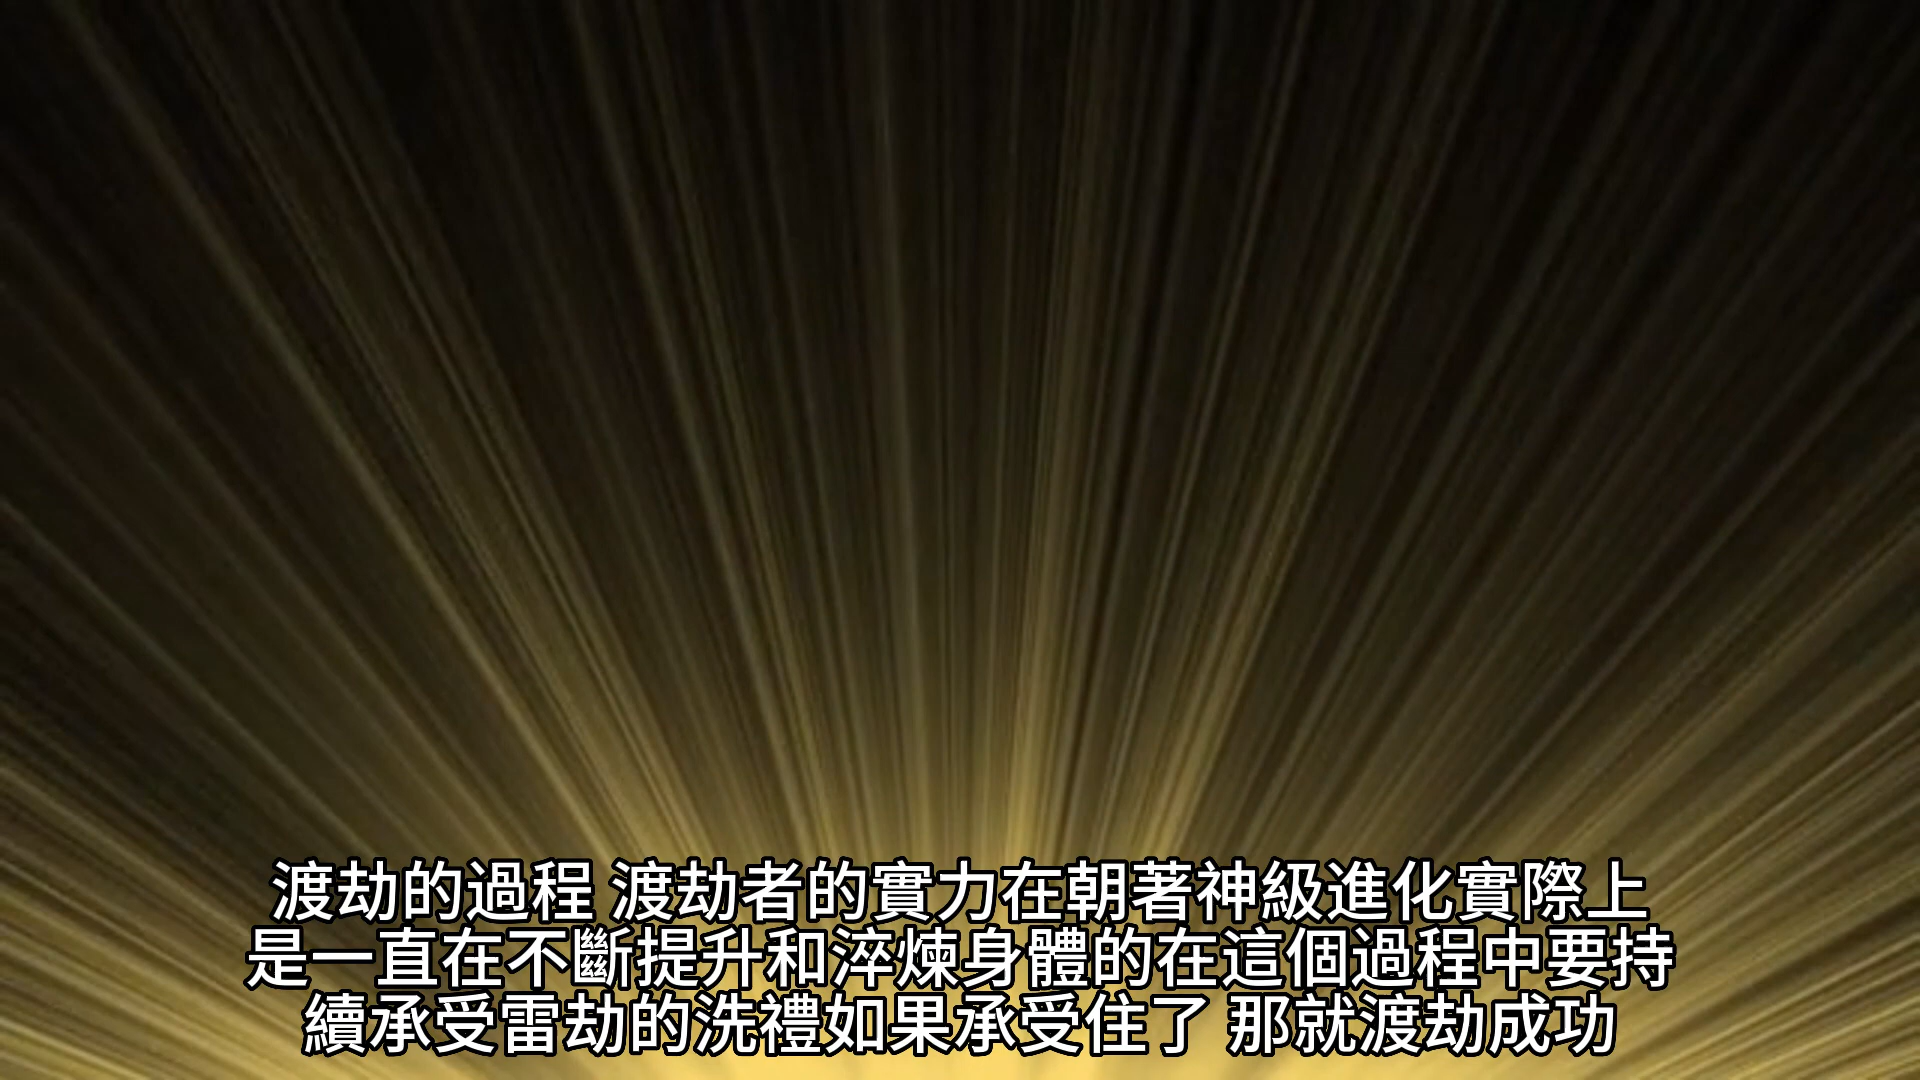 渡劫的過程 渡劫者的實力在朝著神級進化實際上
是一直在不斷提升和淬煉身體的在這個過程中要持
續承受雷劫的洗禮如果承受住了 那就渡劫成功